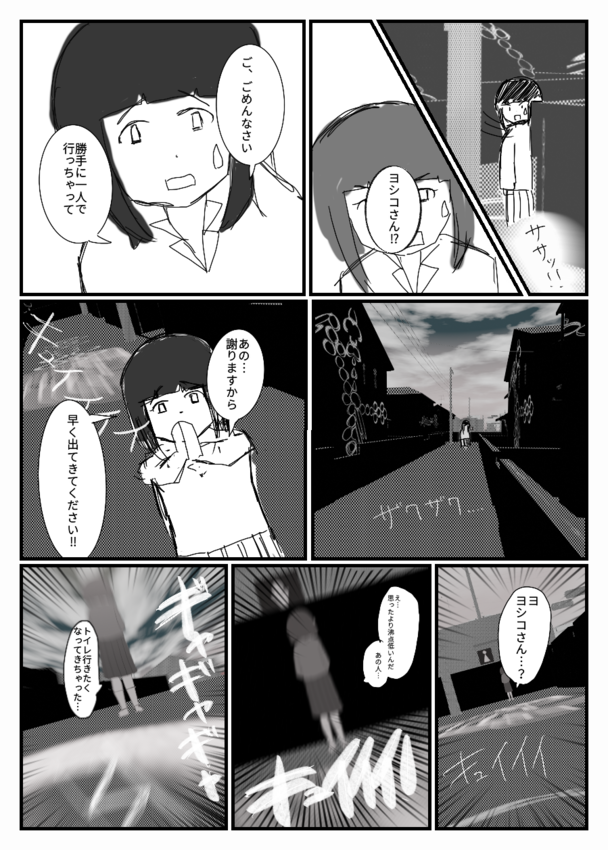 ササッ!!
ヨシコさん!?
ご、ごめんなさい
勝手に一人で
行っちゃって
ザクザク....
あの…
謝りますから
早く出てきてください!!
ヨ
ヨシコさん…?
キュイイイ
え…
思ったより沸点低いんだ
あの人…
キュイイイ
ギャギャギャ
トイレ行きたく
なってきちゃった…